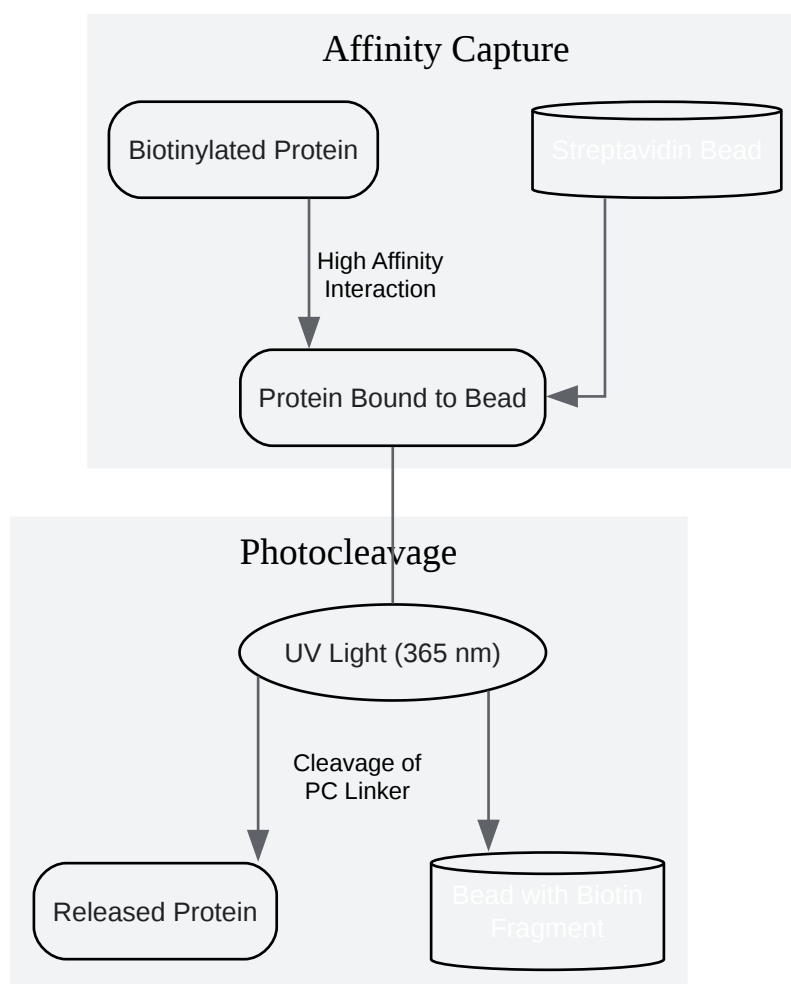 Affinity Capture
Biotinylated Protein
Streptavidin Bead
High Affinity
Interaction
Protein Bound to Bead
Photocleavage
UV Light (365 nm)
Cleavage of
PC Linker
Released Protein
Bead with Biotin
Fragment